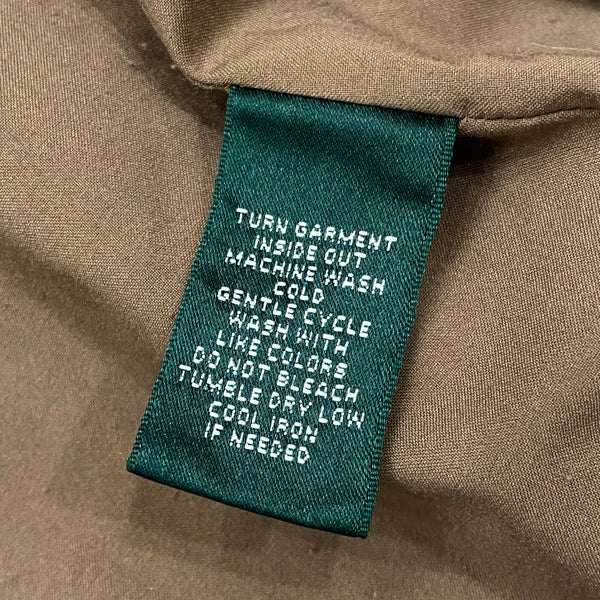 TURN GARMENT
INSIDE OUT
MACHINE WASH
COLD
GENTLE CYCLE
WASH WITH
LIKE COLORS
DO NOT BLEACH
TUMBLE DRY LOW
COOL IRON
IF NEEDED